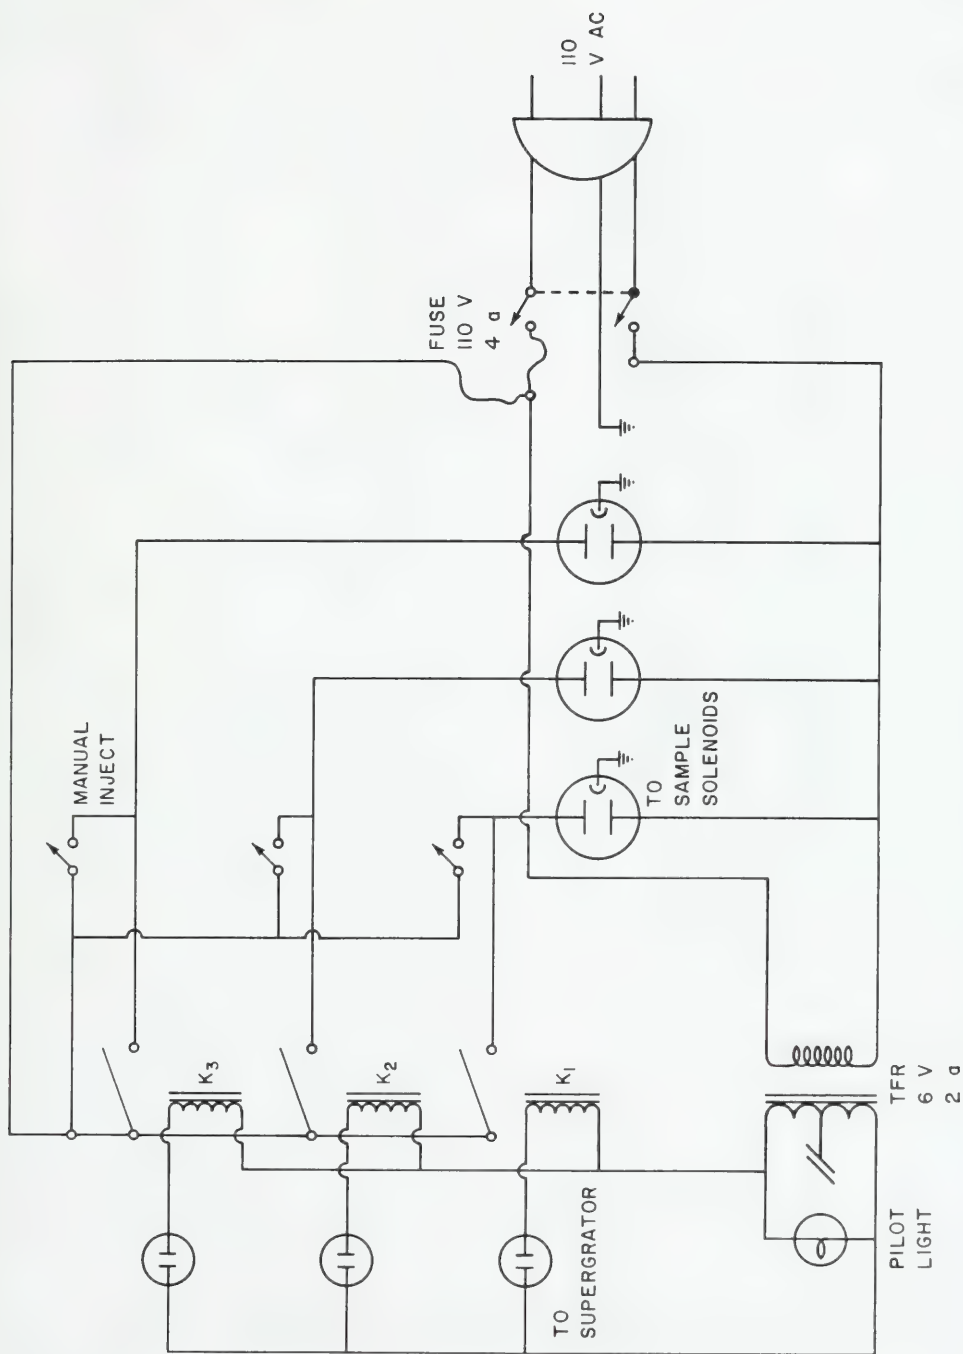 110
V AC
FUSE
110 V
4 a
MANUAL
INJECT
TO
SAMPLE
SOLENOIDS
K3
K2
K1
TO
SUPERGRATOR
TFR
6 V
2 a
PILOT
LIGHT